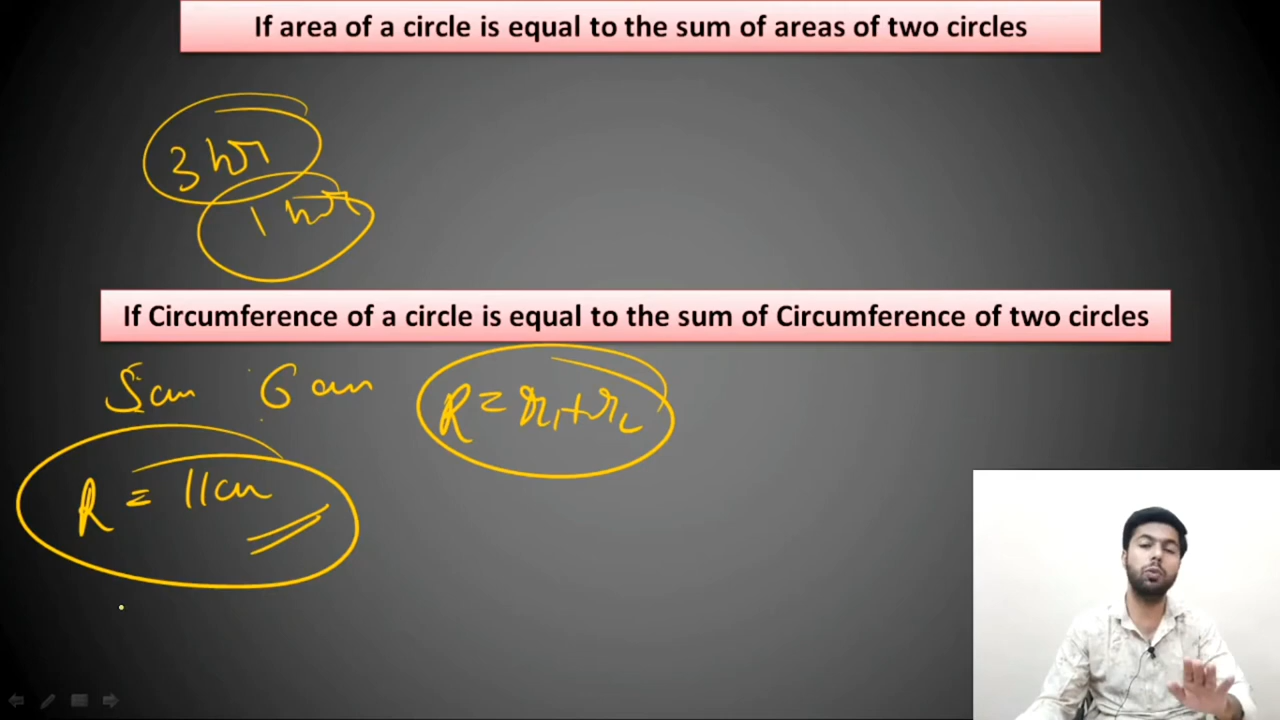 If area of a circle is equal to the sum of areas of two circles
3 hr
1 hr
If Circumference of a circle is equal to the sum of Circumference of two circles
5cm 6cm R = r₁+r₂
R = 11cm